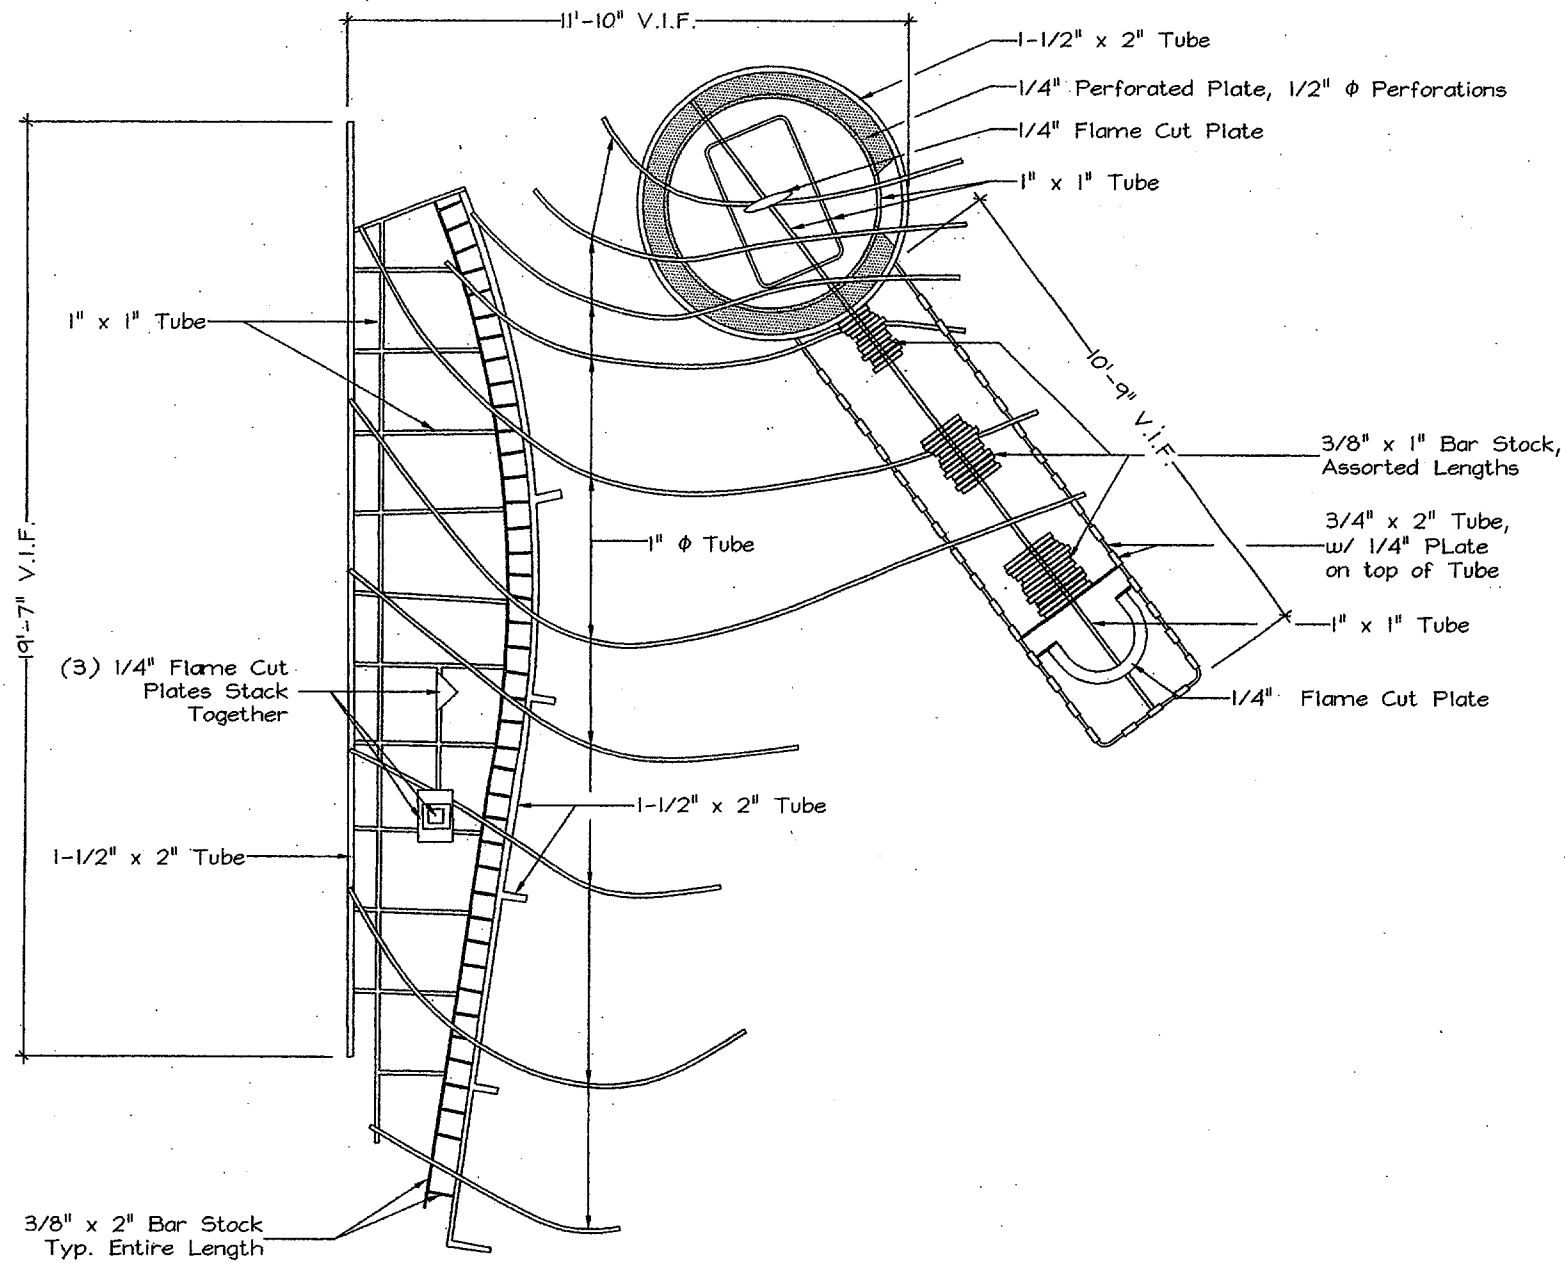 11'-10" V.I.F.
1-1/2" x 2" Tube
1/4" Perforated Plate, 1/2" ϕ Perforations
1/4" Flame Cut Plate
1" x 1" Tube
10'-9" V.I.F.
1" x 1" Tube
3/8" x 1" Bar Stock,
Assorted Lengths
3/4" x 2" Tube,
w/ 1/4" PLate
on top of Tube
1" ϕ Tube
19'-7" V.I.F.
1" x 1" Tube
(3) 1/4" Flame Cut
Plates Stack
Together
1/4" Flame Cut Plate
1-1/2" x 2" Tube
1-1/2" x 2" Tube
3/8" x 2" Bar Stock
Typ. Entire Length